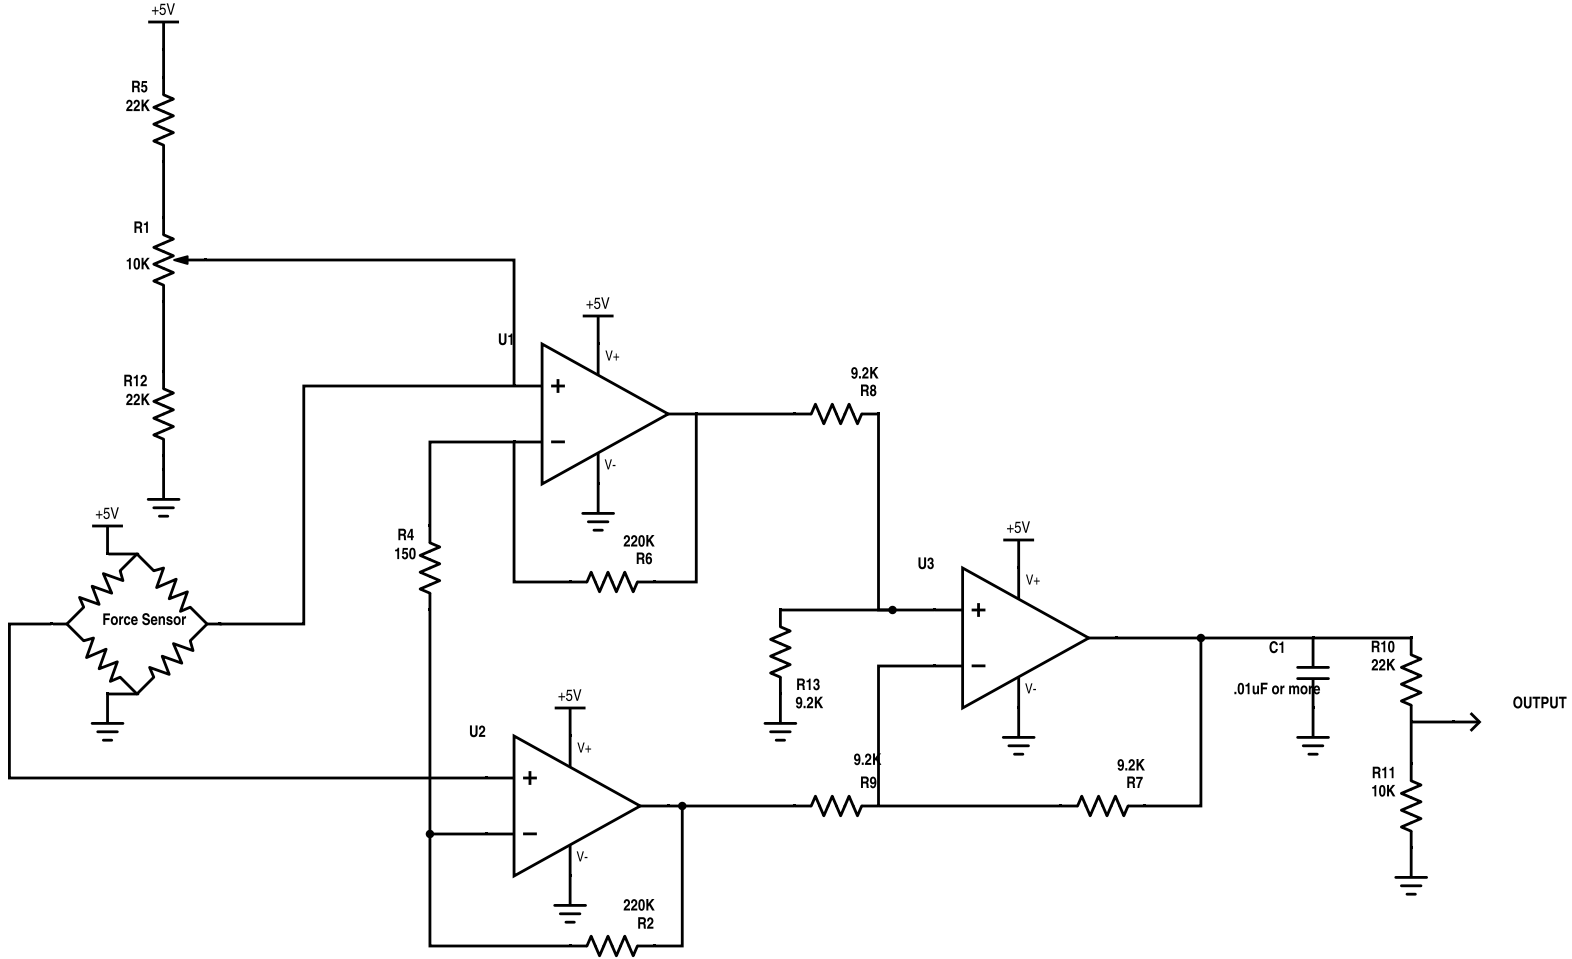 +5V
R5
22K
R1
10K
R12
22K
+5V
Force Sensor
+5V
U1
V+
+
−
V-
R4
150
220K
R6
9.2K
R8
+5V
U3
V+
+
−
V-
R13
9.2K
+5V
U2
V+
+
−
V-
220K
R2
9.2K
R9
9.2K
R7
C1
.01uF or more
R10
22K
OUTPUT
R11
10K